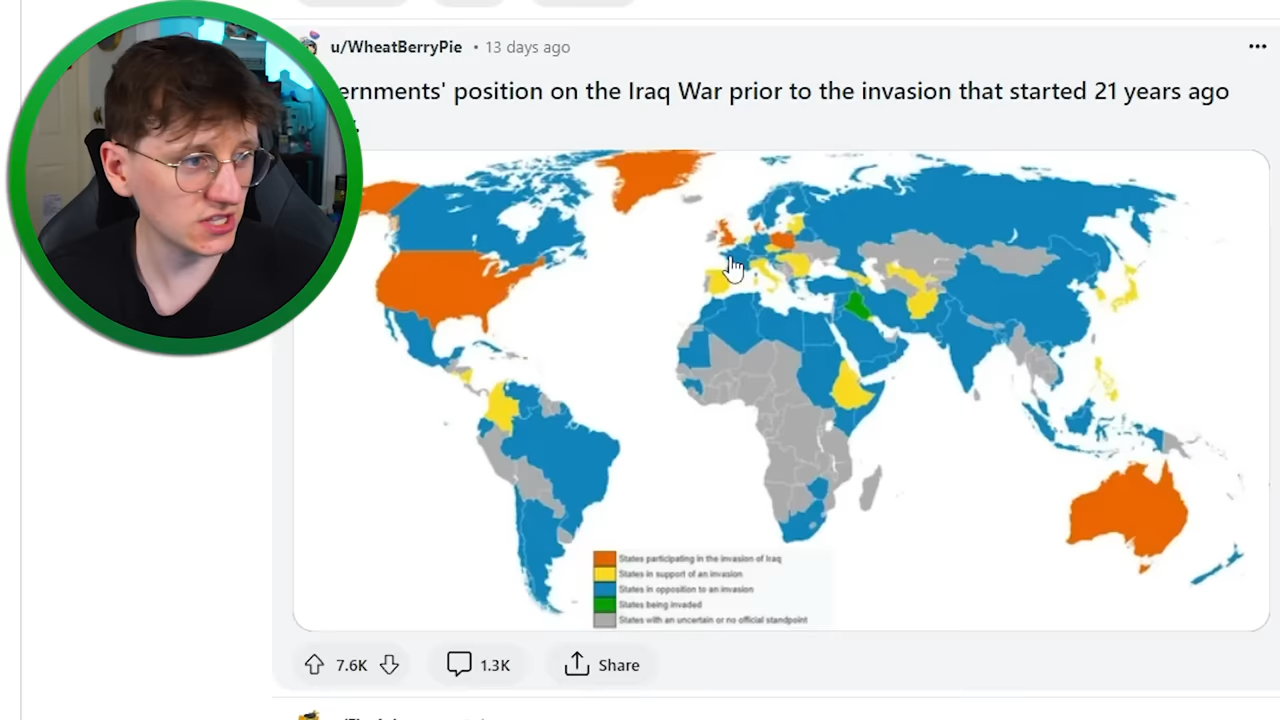 u/WheatBerryPie • 13 days ago
ernments' position on the Iraq War prior to the invasion that started 21 years ago
States participating in the invasion of Iraq
States in support of an invasion
States in opposition to an invasion
States being invaded
States with an uncertain or no official standpoint
7.6K 1.3K Share